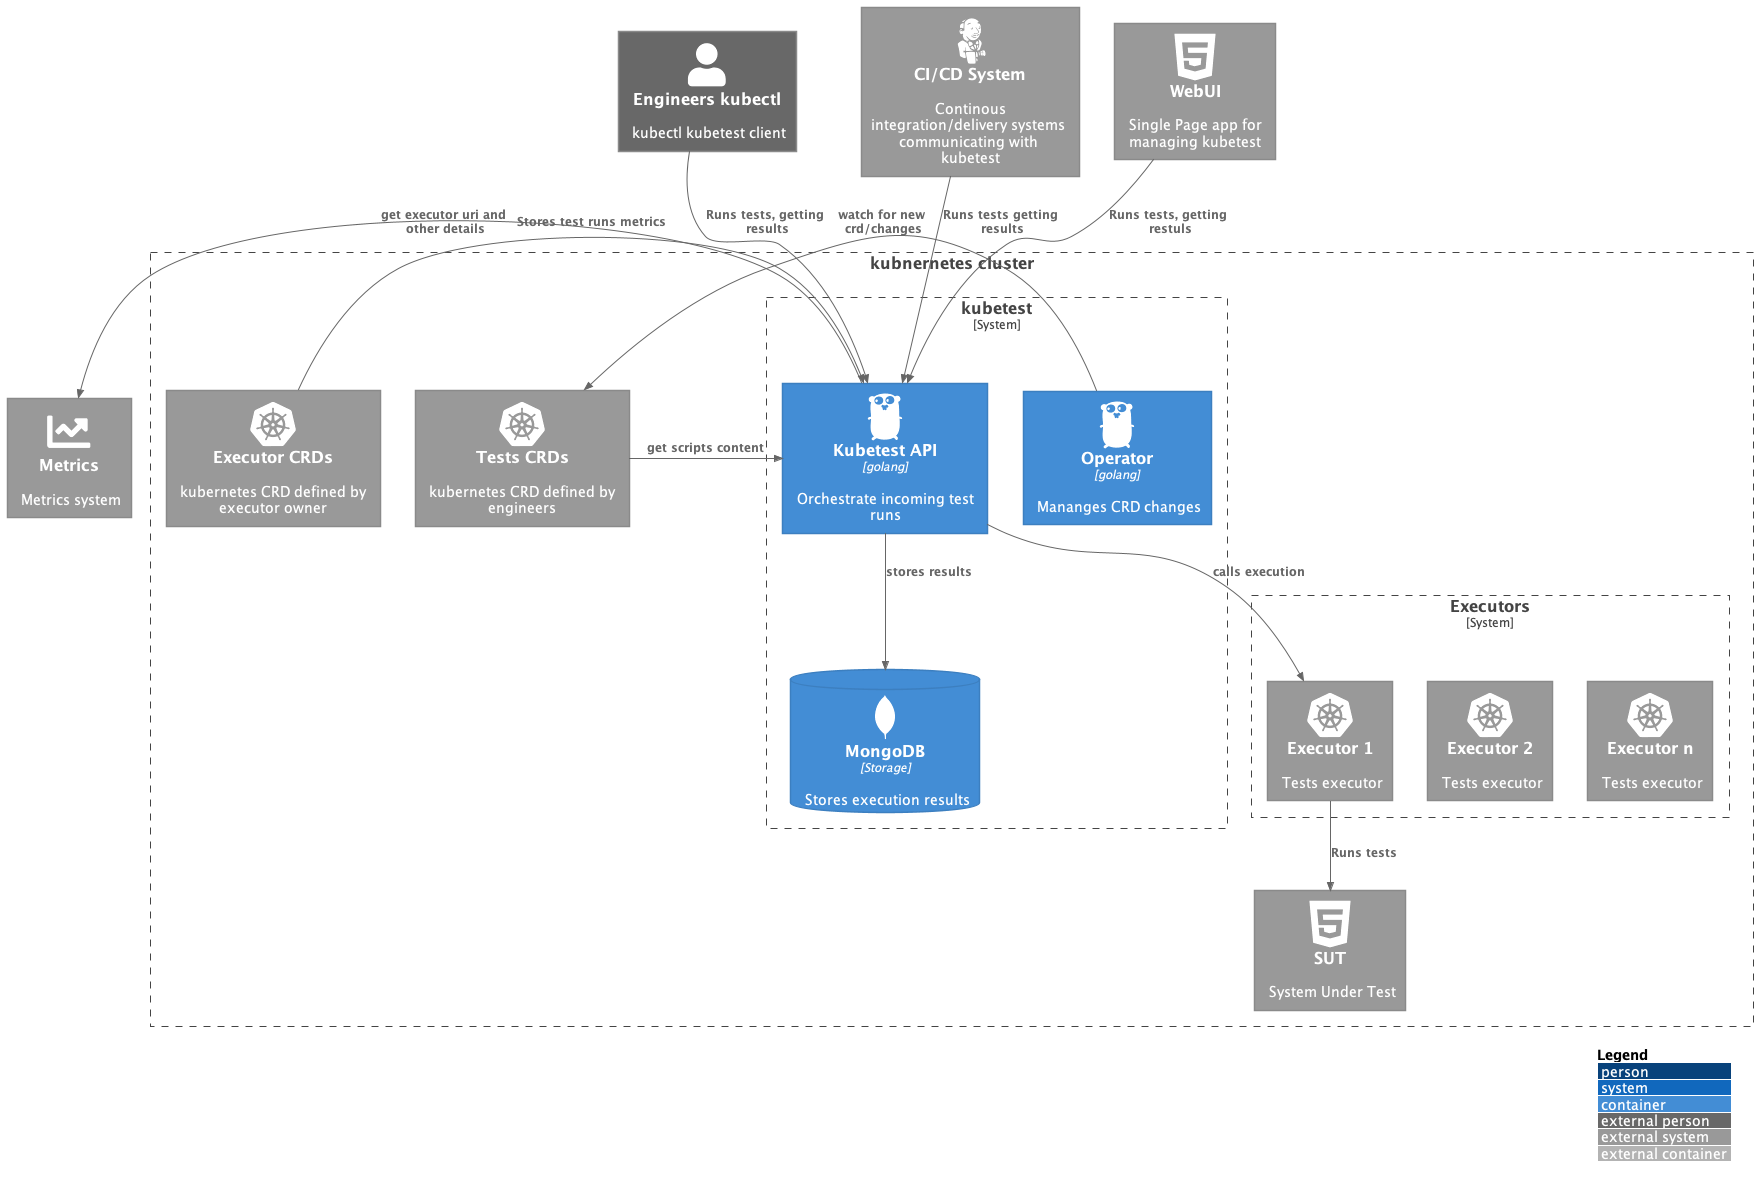 Engineers kubectl
kubectl kubetest client
CI/CD System
Continous
integration/delivery systems
communicating with
kubetest
WebUI
Single Page app for
managing kubetest
get executor uri and
other details
Stores test runs metrics
Runs tests, getting
results
watch for new
crd/changes
Runs tests getting
results
Runs tests, getting
restuls
kubnernetes cluster
kubetest
[System]
Metrics
Metrics system
Executor CRDs
kubernetes CRD defined by
executor owner
Tests CRDs
kubernetes CRD defined by
engineers
get scripts content
Kubetest API
[golang]
Orchestrate incoming test
runs
Operator
[golang]
Mananges CRD changes
stores results
calls execution
Executors
[System]
MongoDB
[Storage]
Stores execution results
Executor 1
Tests executor
Executor 2
Tests executor
Executor n
Tests executor
Runs tests
SUT
System Under Test
Legend
person
system
container
external person
external system
external container